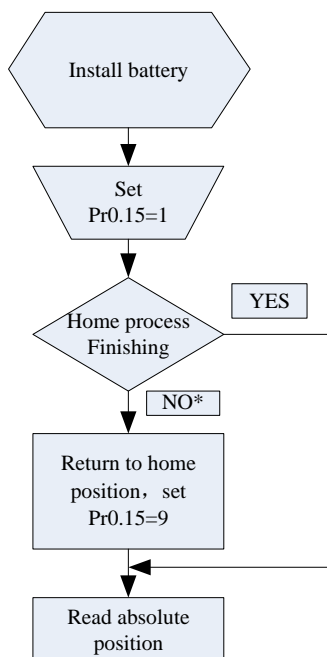 Install battery
Set
Pr0.15=1
YES
Home process
Finishing
NO*
Return to home
position，set
Pr0.15=9
Read absolute
position